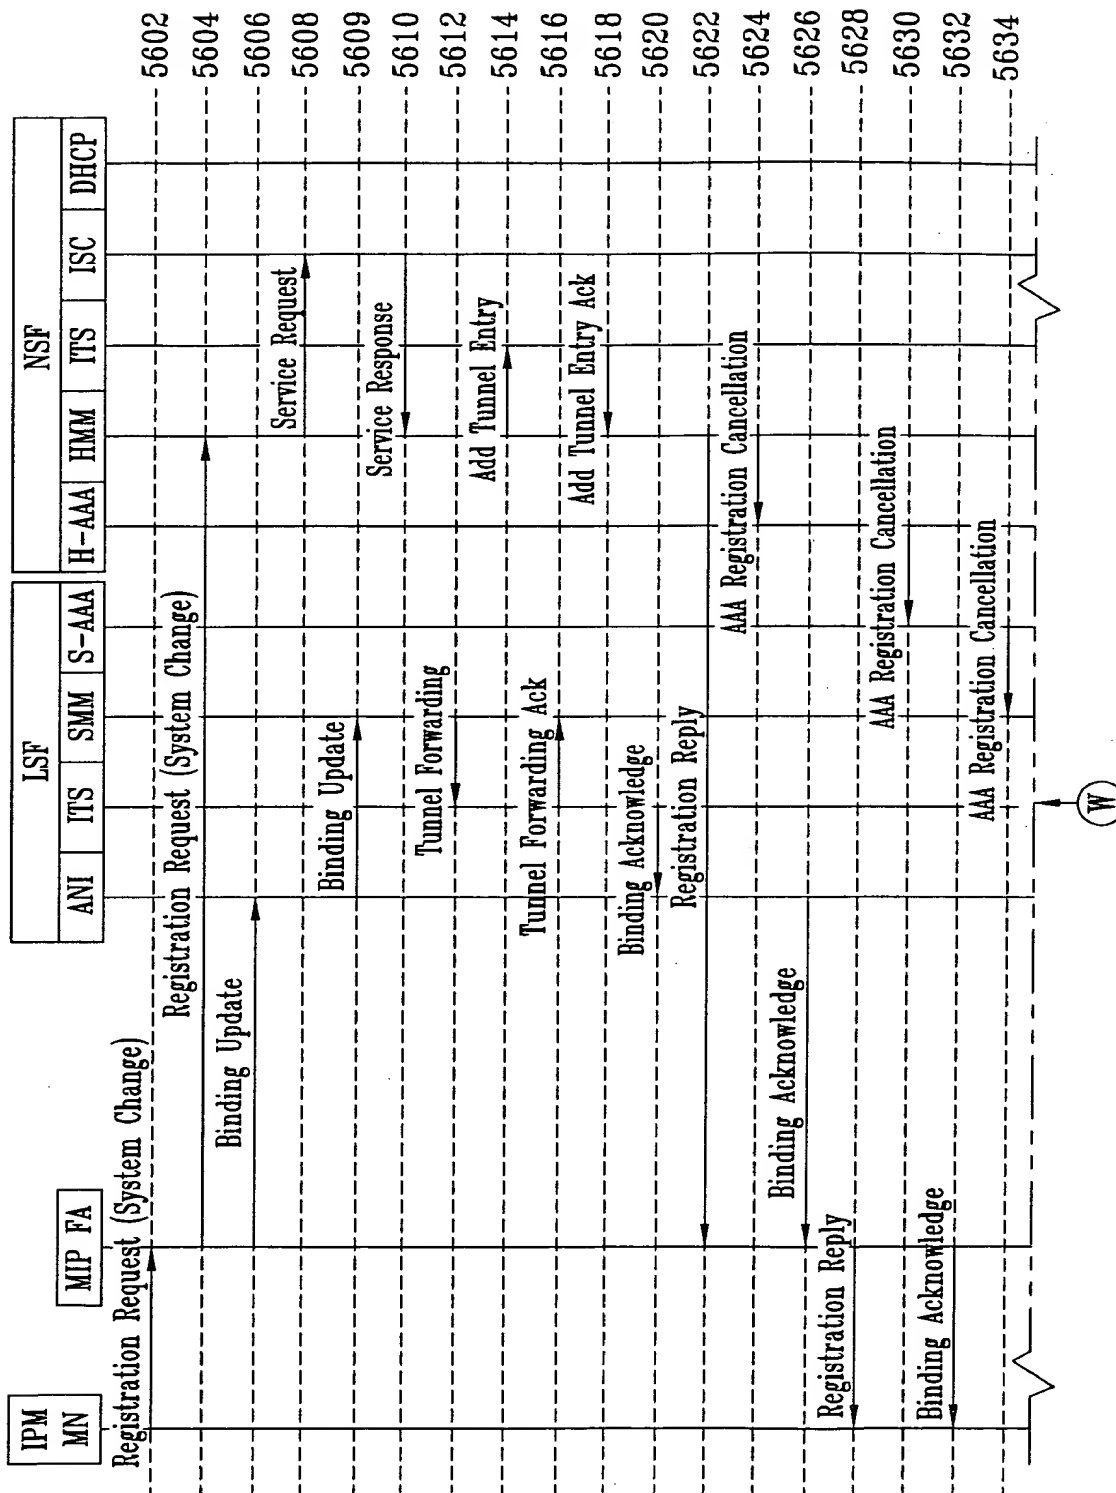 IPM
MN
MIP FA
LSF
ANI
ITS
SMM
S-AAA
NSF
H-AAA
HMM
ITS
ISC
DHCP
Registration Request (System Change)
5602
Registration Request (System Change)
5604
Binding Update
5606
Service Request
5608
Binding Update
5609
Service Response
5610
Tunnel Forwarding
5612
Add Tunnel Entry
5614
Tunnel Forwarding Ack
5616
Add Tunnel Entry Ack
5618
Binding Acknowledge
5620
Registration Reply
5622
AAA Registration Cancellation
5624
Binding Acknowledge
5626
Registration Reply
5628
AAA Registration Cancellation
5630
Binding Acknowledge
5632
AAA Registration Cancellation
5634
W